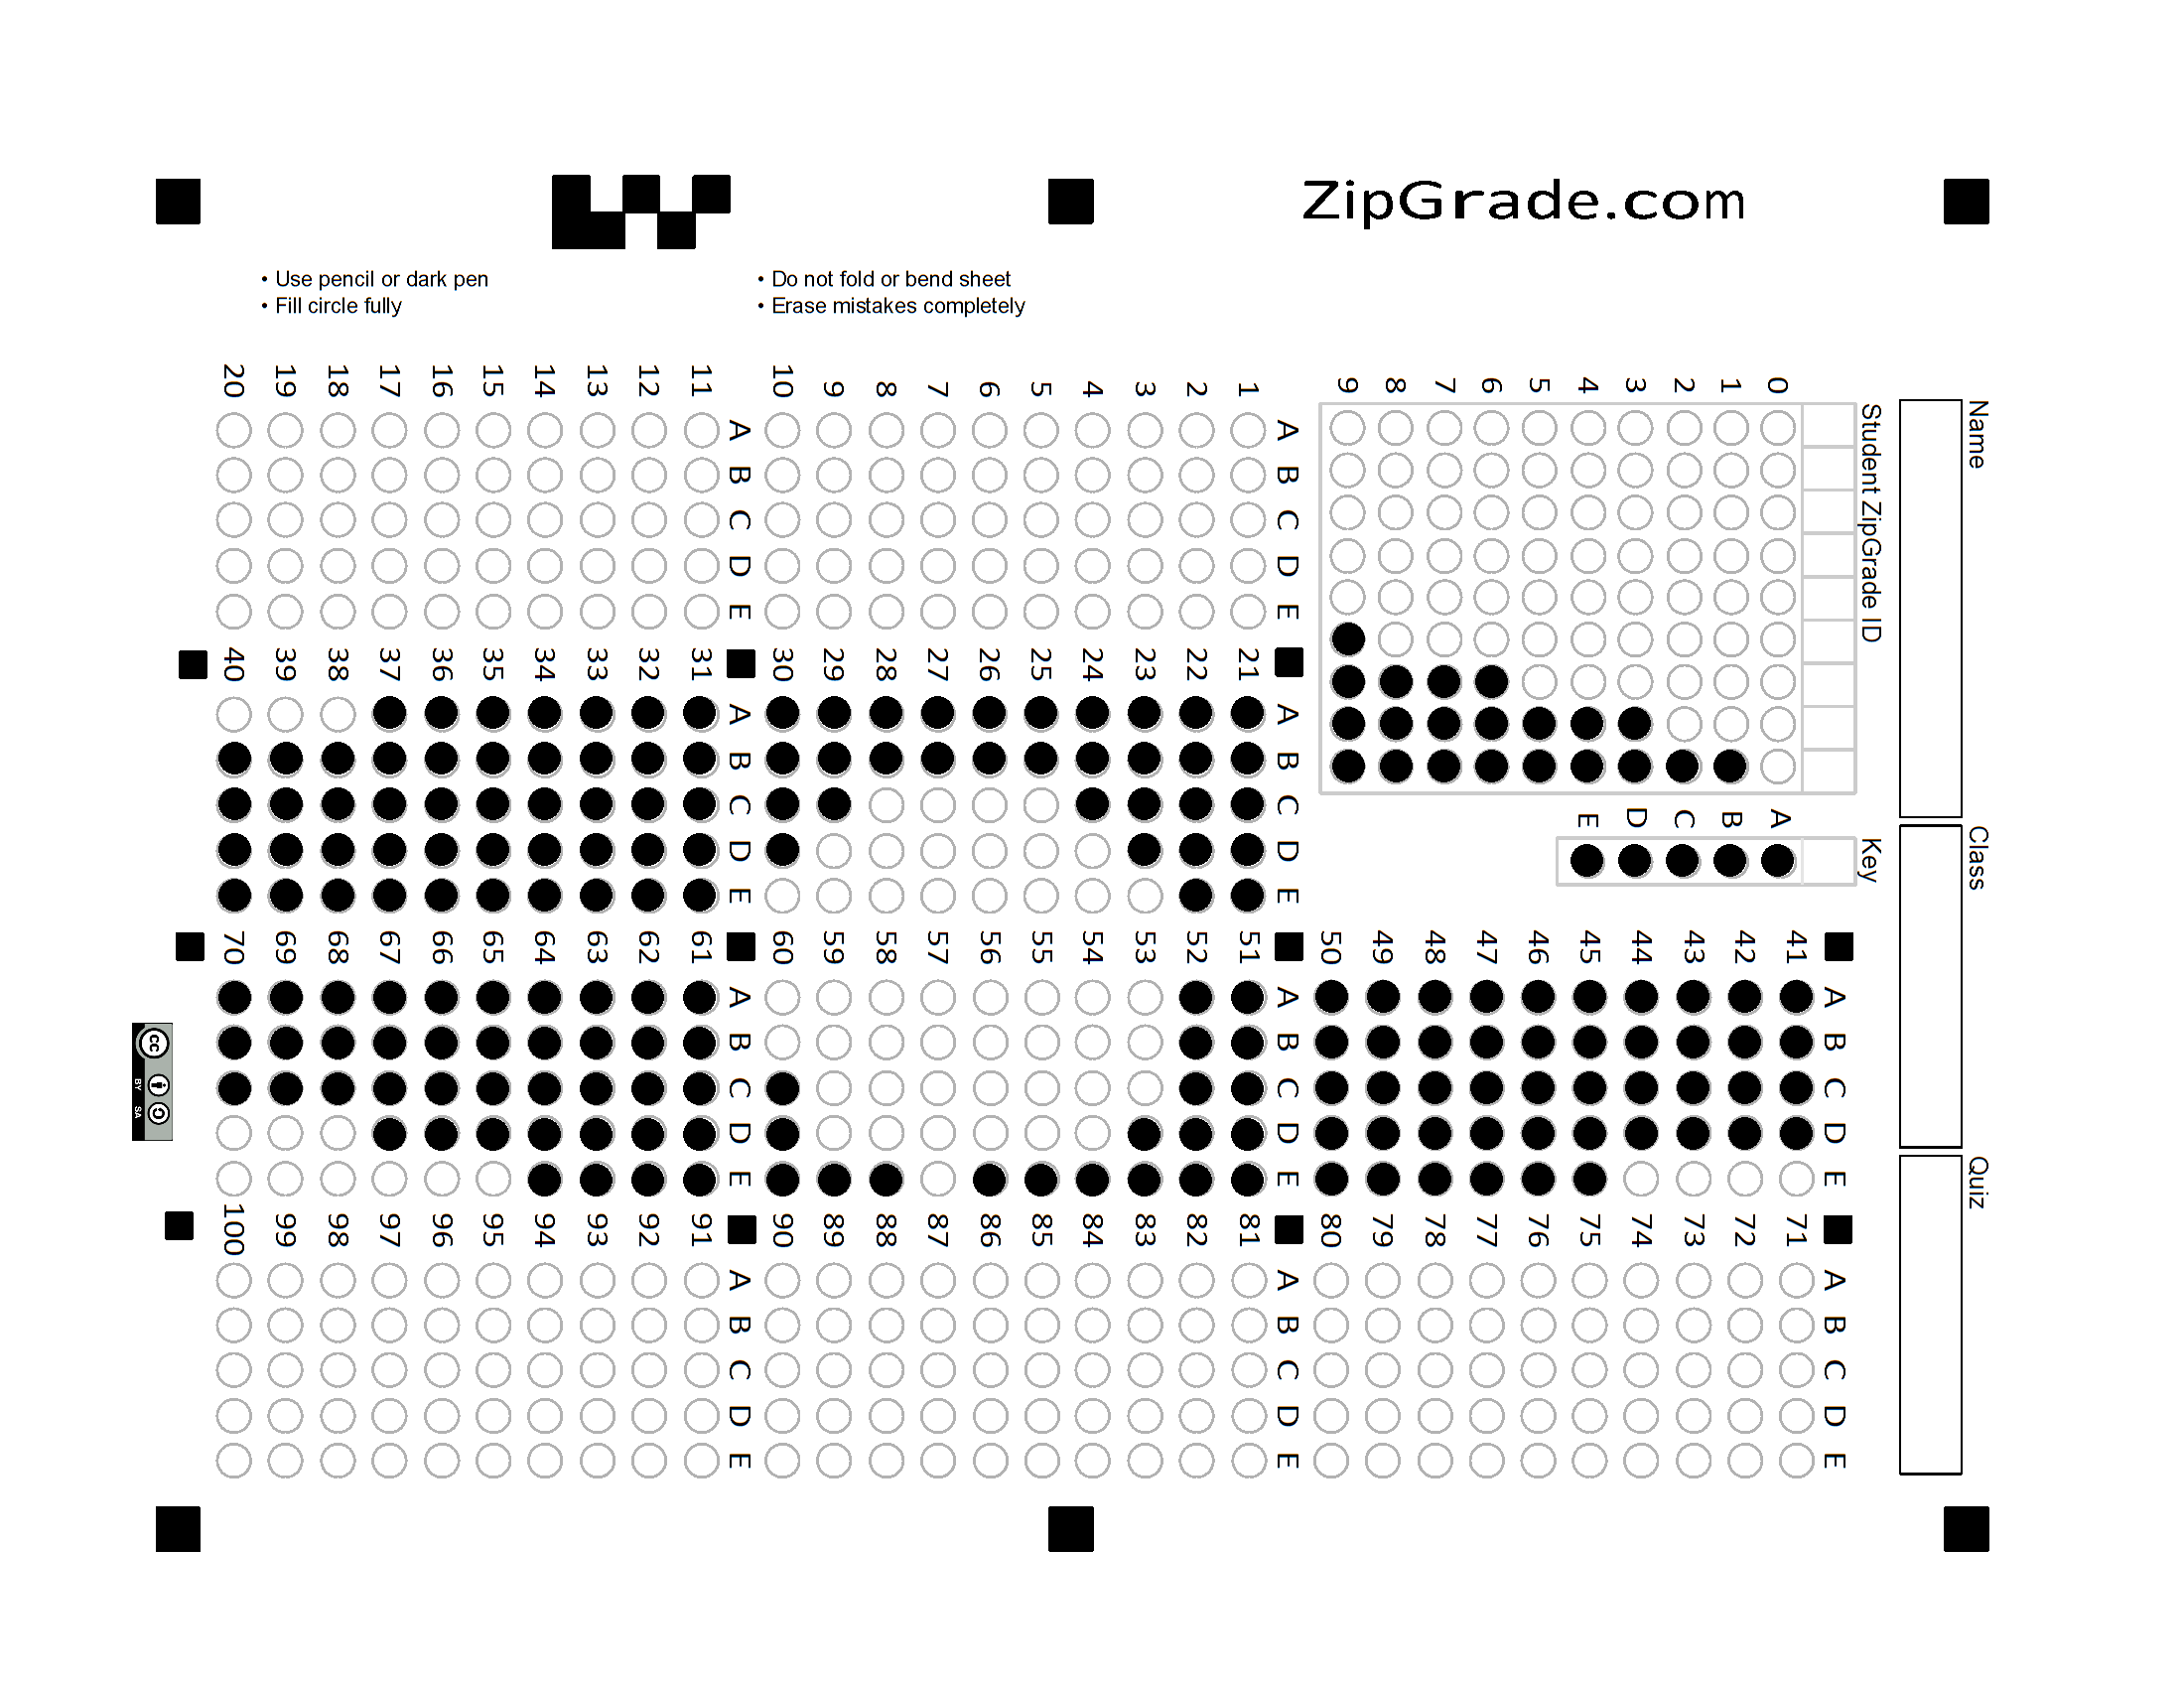 ZipGrade.com
• Use pencil or dark pen
• Fill circle fully
• Do not fold or bend sheet
• Erase mistakes completely
Name
Class
Quiz
Student ZipGrade ID
0 1 2 3 4 5 6 7 8 9
Key
A B C D E
A B C D E
1 2 3 4 5 6 7 8 9 10
A B C D E
11 12 13 14 15 16 17 18 19 20
A B C D E
21 22 23 24 25 26 27 28 29 30
A B C D E
31 32 33 34 35 36 37 38 39 40
A B C D E
41 42 43 44 45 46 47 48 49 50
A B C D E
51 52 53 54 55 56 57 58 59 60
A B C D E
61 62 63 64 65 66 67 68 69 70
A B C D E
71 72 73 74 75 76 77 78 79 80
A B C D E
81 82 83 84 85 86 87 88 89 90
A B C D E
91 92 93 94 95 96 97 98 99 100
A B C D E
cc
BY SA